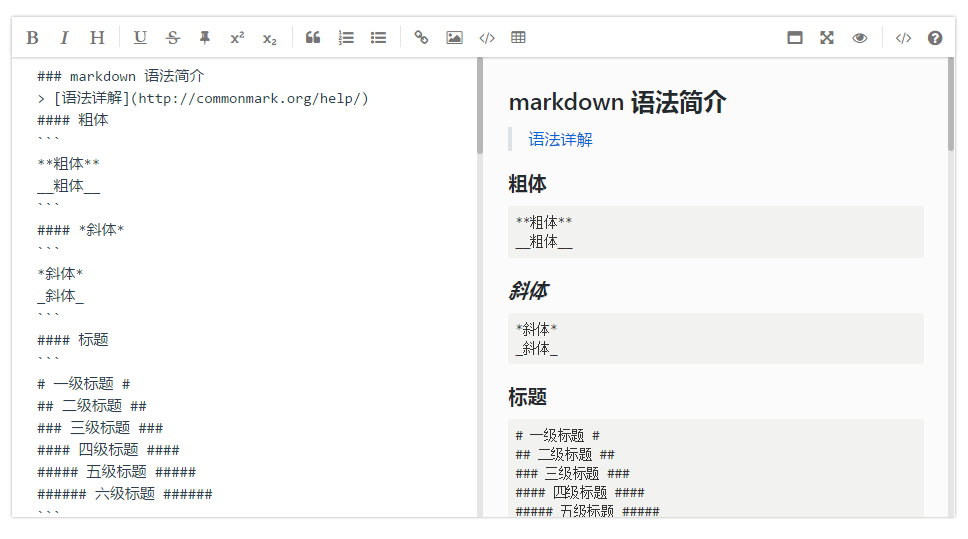 B I H U S x² x₂
### markdown 语法简介
> [语法详解](http://commonmark.org/help/)
#### 粗体
```
**粗体**
__粗体__
```
#### *斜体*
```
*斜体*
_斜体_
```
#### 标题
```
# 一级标题 #
## 二级标题 ##
### 三级标题 ###
#### 四级标题 ####
##### 五级标题 #####
###### 六级标题 ######
```
markdown 语法简介
语法详解
粗体
**粗体**
__粗体__
斜体
*斜体*
_斜体_
标题
# 一级标题 #
## 二级标题 ##
### 三级标题 ###
#### 四级标题 ####
##### 五级标题 #####